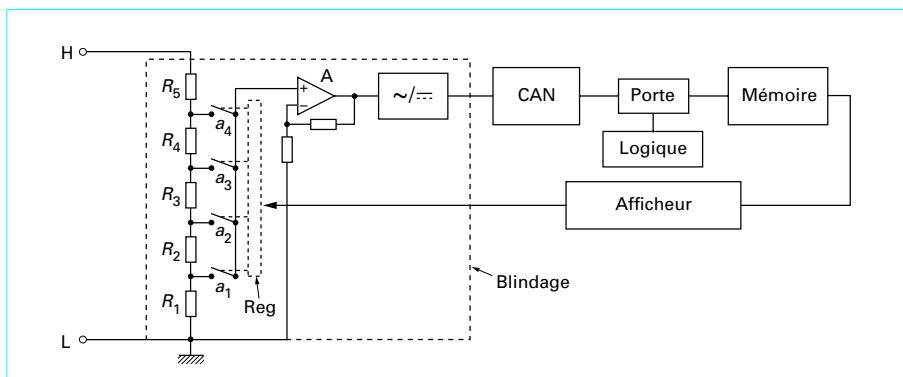 H
A
R5
+
−
~/⎓
CAN
Porte
Mémoire
a4
R4
Logique
a3
R3
Afficheur
a2
R2
a1
Blindage
R1
Reg
L